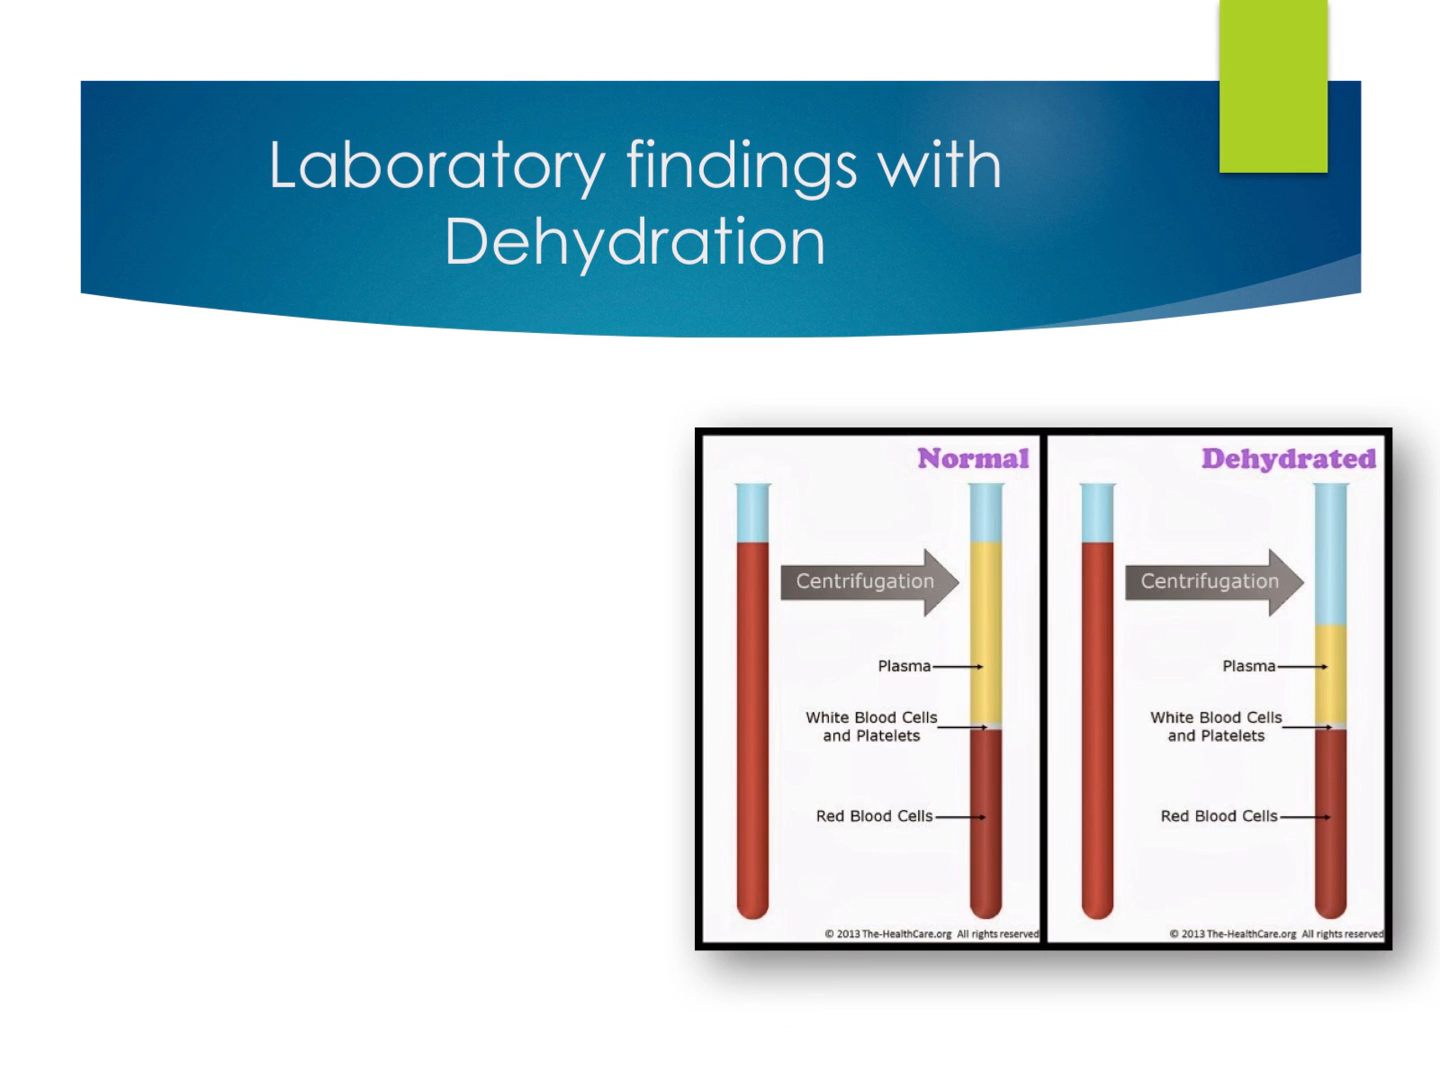 Laboratory findings with
Dehydration
Normal
Centrifugation
Plasma
White Blood Cells
and Platelets
Red Blood Cells
© 2013 The-HealthCare.org All rights reserved
Dehydrated
Centrifugation
Plasma
White Blood Cells
and Platelets
Red Blood Cells
© 2013 The-HealthCare.org All rights reserved